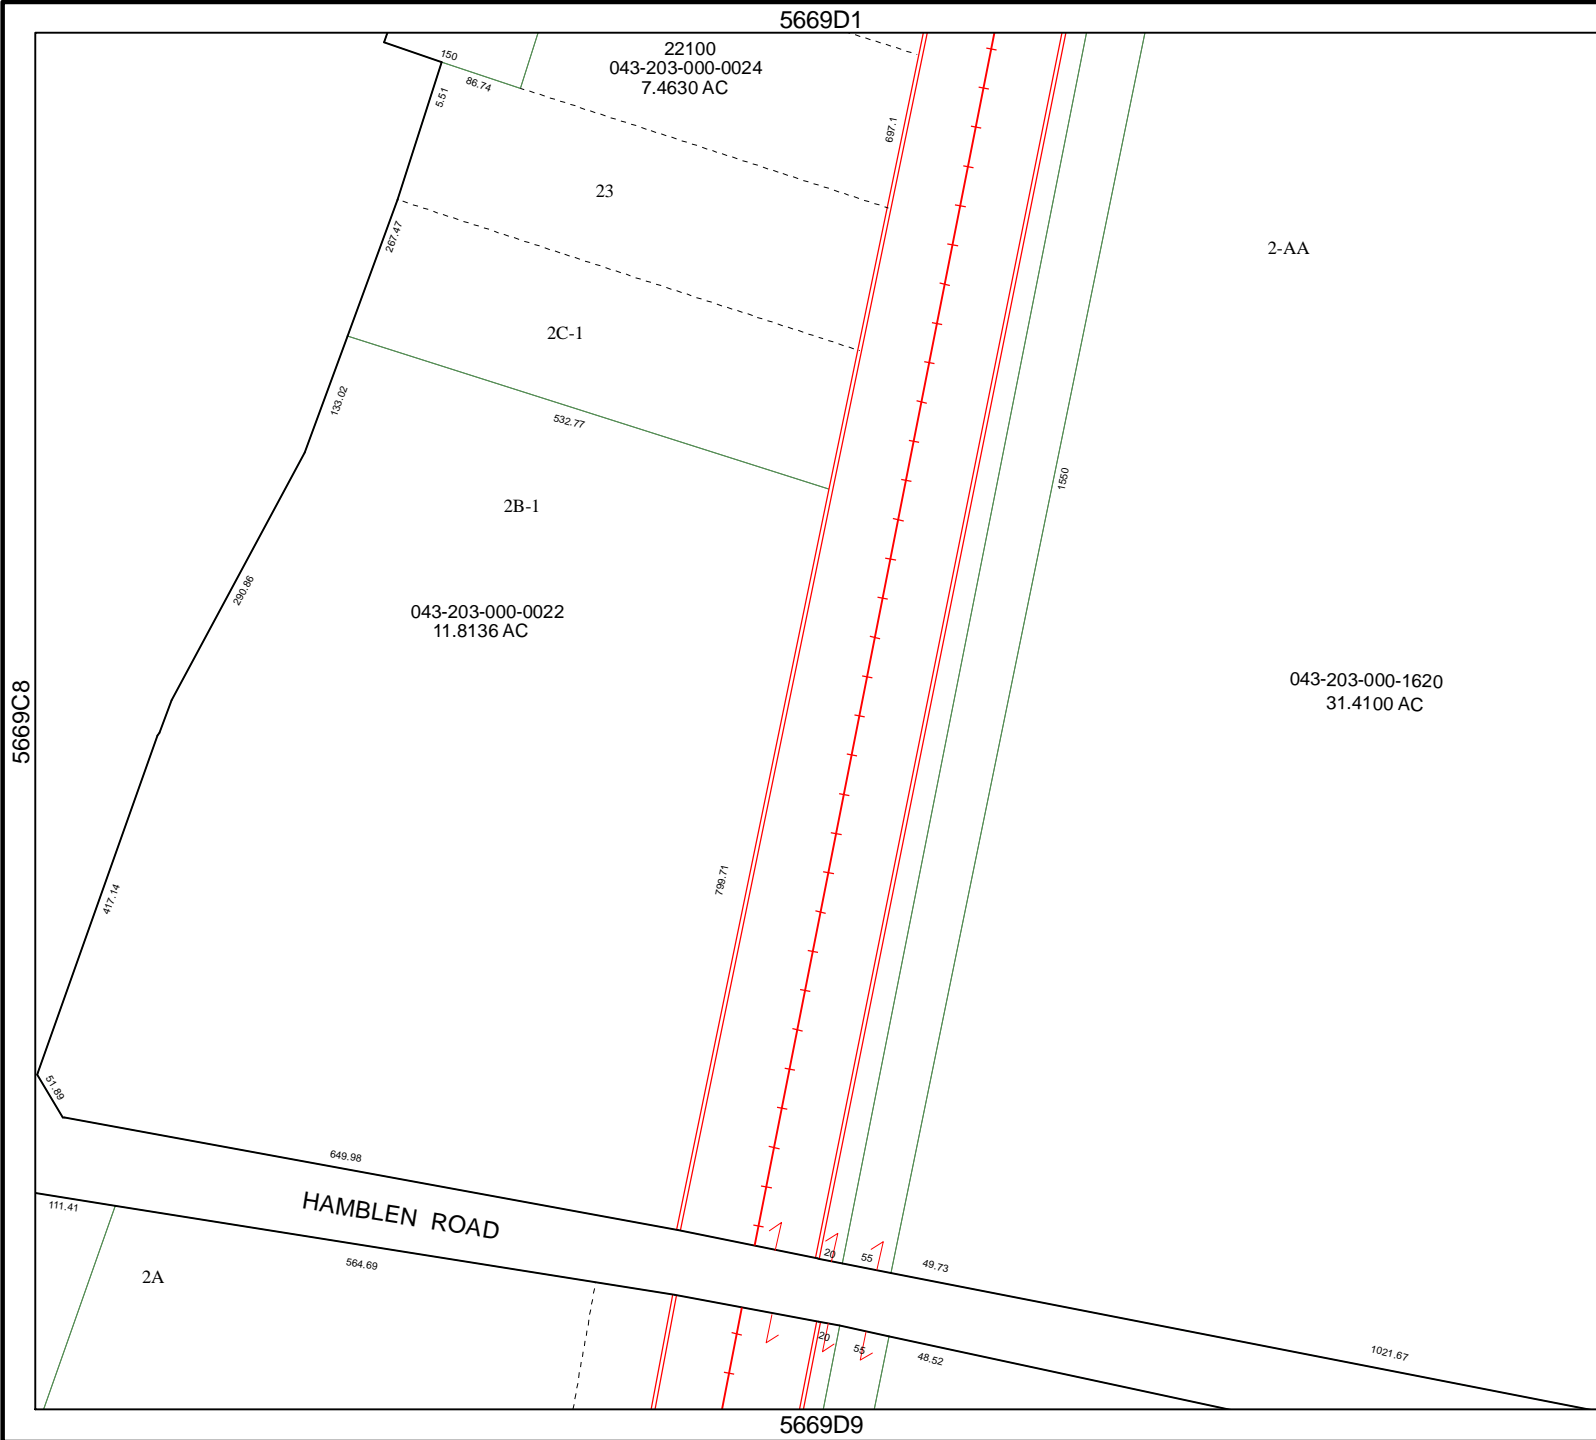 5669D1
22100
043-203-000-0024
7.4630 AC
150
86.74
5.51
697.1
23
267.47
2-AA
2C-1
133.02
532.77
1550
2B-1
290.86
043-203-000-0022
11.8136 AC
043-203-000-1620
31.4100 AC
5669C8
799.71
417.14
51.89
649.98
HAMBLEN ROAD
111.41
564.69
20
55
49.73
2A
20
55
48.52
1021.67
5669D9